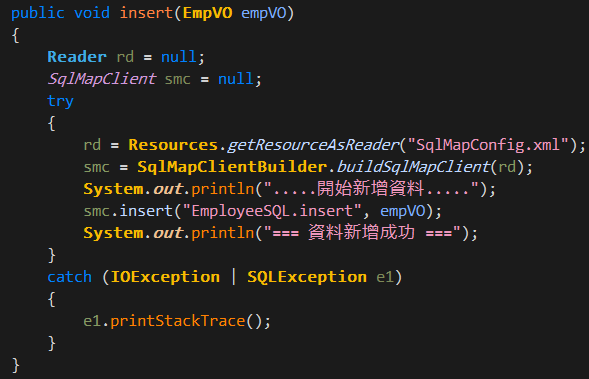 public void insert(EmpVO empVO)
{
    Reader rd = null;
    SqlMapClient smc = null;
    try
    {
        rd = Resources.getResourceAsReader("SqlMapConfig.xml");
        smc = SqlMapClientBuilder.buildSqlMapClient(rd);
        System.out.println(".....開始新增資料.....");
        smc.insert("EmployeeSQL.insert", empVO);
        System.out.println("=== 資料新增成功 ===");
    }
    catch (IOException | SQLException e1)
    {
        e1.printStackTrace();
    }
}